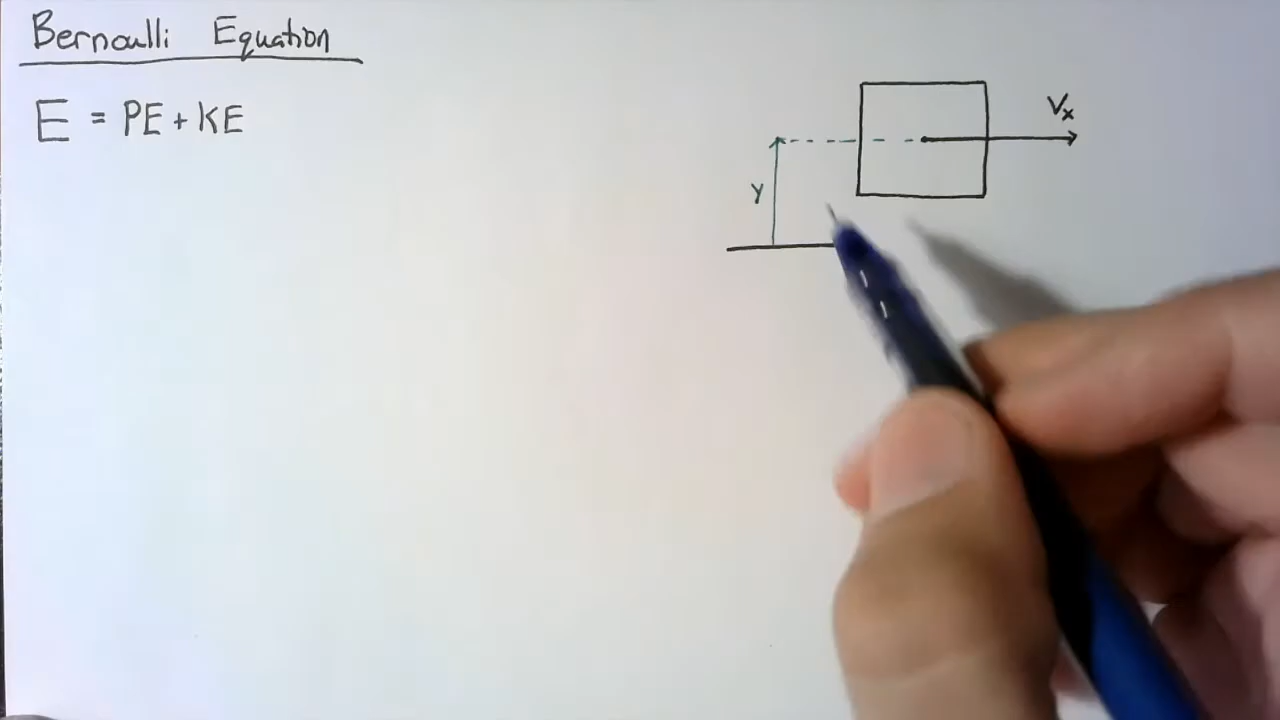 Bernoulli Equation
E = PE + KE
Vx
y